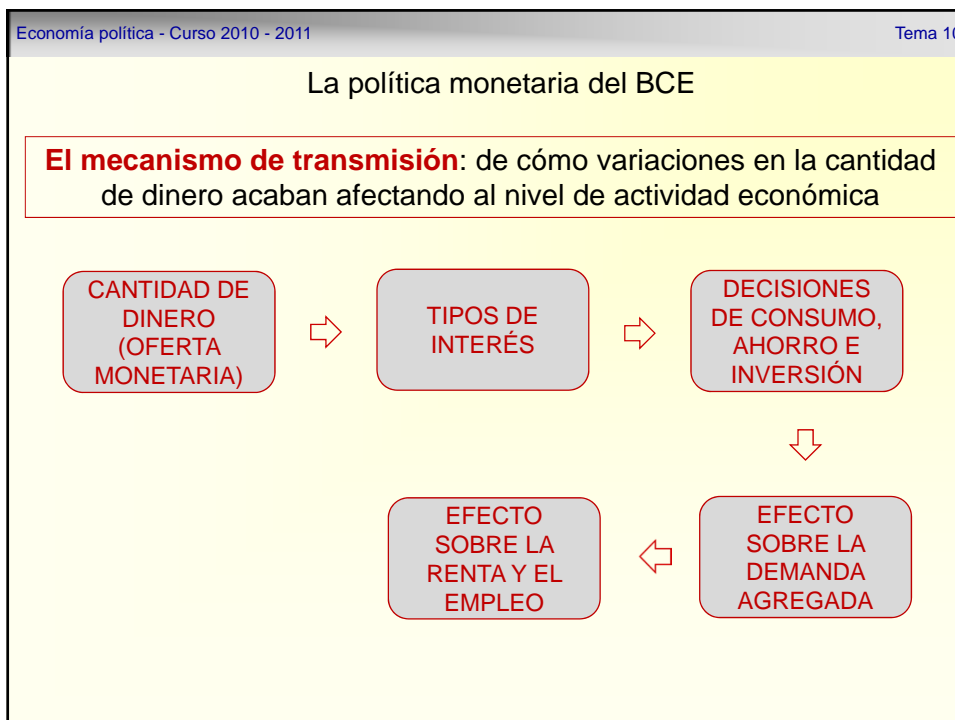 Economía política - Curso 2010 - 2011
Tema 10
La política monetaria del BCE
El mecanismo de transmisión: de cómo variaciones en la cantidad
de dinero acaban afectando al nivel de actividad económica
CANTIDAD DE
DINERO
(OFERTA
MONETARIA)
TIPOS DE
INTERÉS
DECISIONES
DE CONSUMO,
AHORRO E
INVERSIÓN
EFECTO
SOBRE LA
DEMANDA
AGREGADA
EFECTO
SOBRE LA
RENTA Y EL
EMPLEO